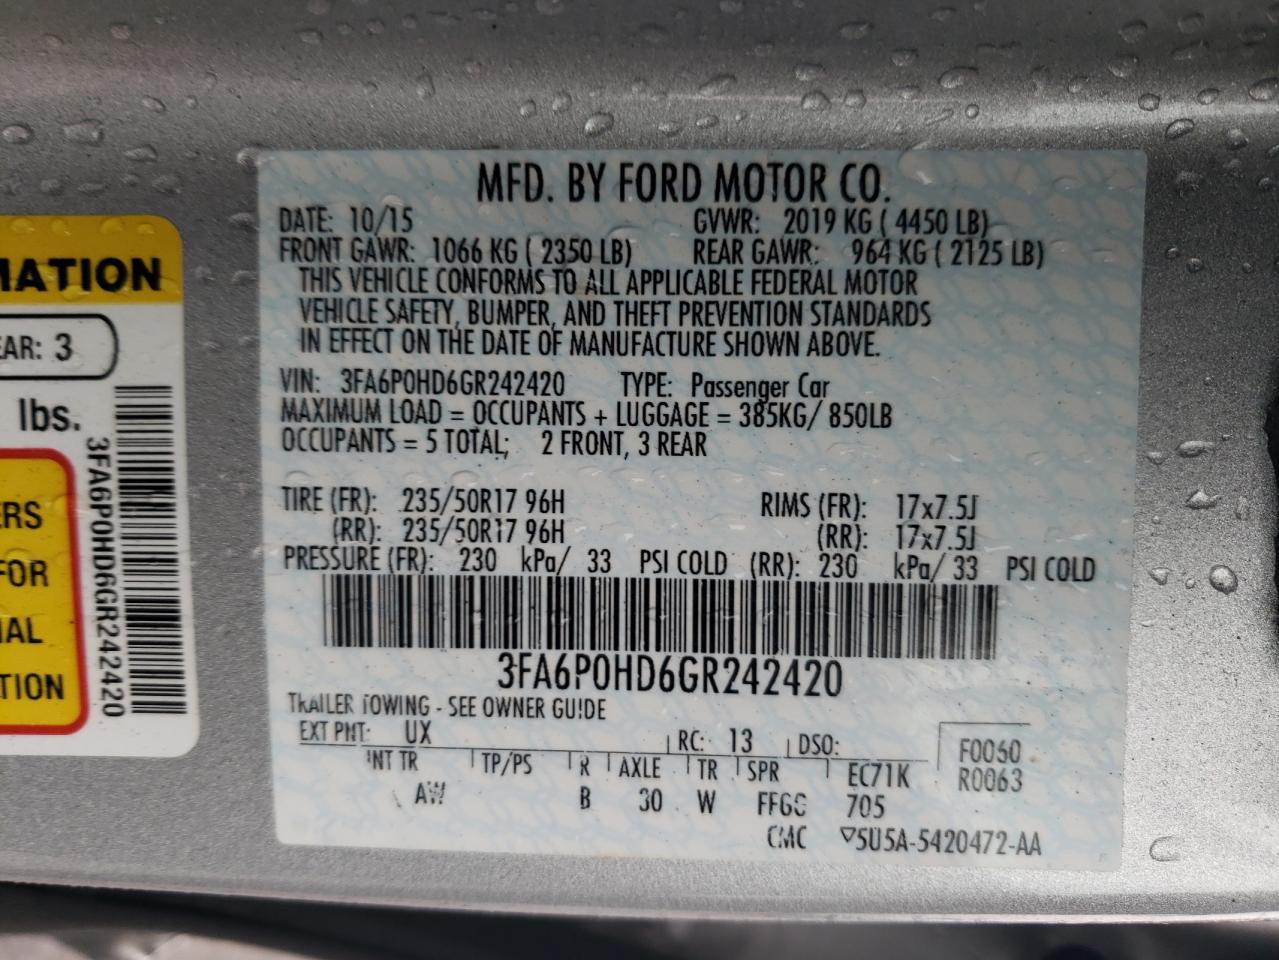 MFD. BY FORD MOTOR CO.
DATE: 10/15 GVWR: 2019 KG ( 4450 LB)
FRONT GAWR: 1066 KG ( 2350 LB) REAR GAWR: 964 KG ( 2125 LB)
THIS VEHICLE CONFORMS TO ALL APPLICABLE FEDERAL MOTOR
VEHICLE SAFETY, BUMPER, AND THEFT PREVENTION STANDARDS
IN EFFECT ON THE DATE OF MANUFACTURE SHOWN ABOVE.
VIN: 3FA6P0HD6GR242420 TYPE: Passenger Car
MAXIMUM LOAD = OCCUPANTS + LUGGAGE = 385KG/ 850LB
OCCUPANTS = 5 TOTAL; 2 FRONT, 3 REAR
TIRE (FR): 235/50R17 96H RIMS (FR): 17x7.5J
(RR): 235/50R17 96H (RR): 17x7.5J
PRESSURE (FR): 230 kPa/ 33 PSI COLD (RR): 230 kPa/ 33 PSI COLD
3FA6P0HD6GR242420
TRAILER TOWING - SEE OWNER GUIDE
EXT PNT: UX RC: 13 DSO: F0060
R0063
INT TR TP/PS R AXLE TR SPR EC71K
AW B 30 W 705
CMC ▽5U5A-5420472-AA
MATION
EAR: 3
lbs.
ERS
FOR
IAL
TION
3FA6P0HD6GR242420